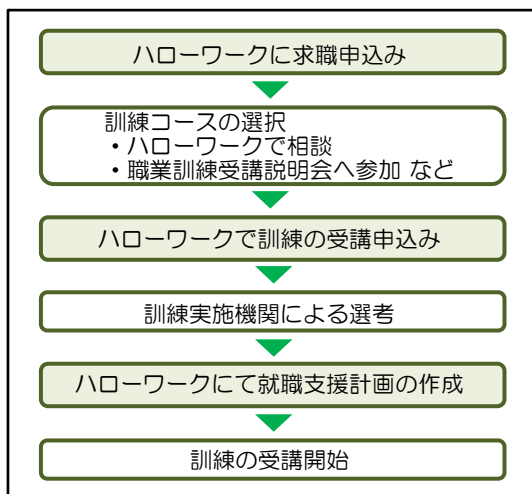 ハローワークに求職申込み
訓練コースの選択
・ハローワークで相談
・職業訓練受講説明会へ参加 など
ハローワークで訓練の受講申込み
訓練実施機関による選考
ハローワークにて就職支援計画の作成
訓練の受講開始